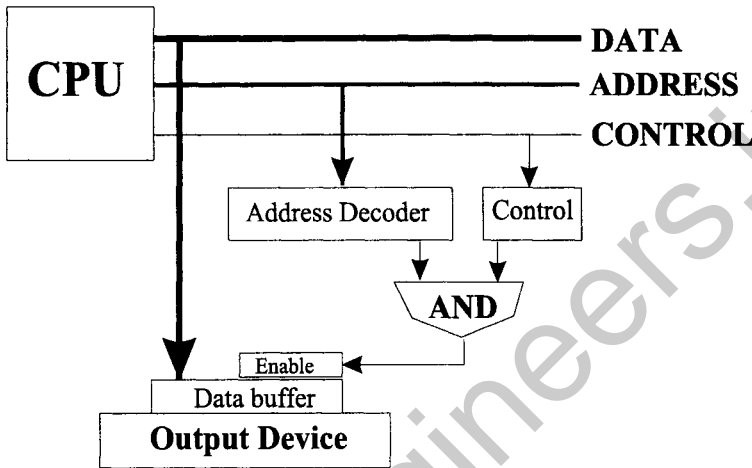 CPU
DATA
ADDRESS
CONTROL
Address Decoder
Control
AND
Enable
Data buffer
Output Device